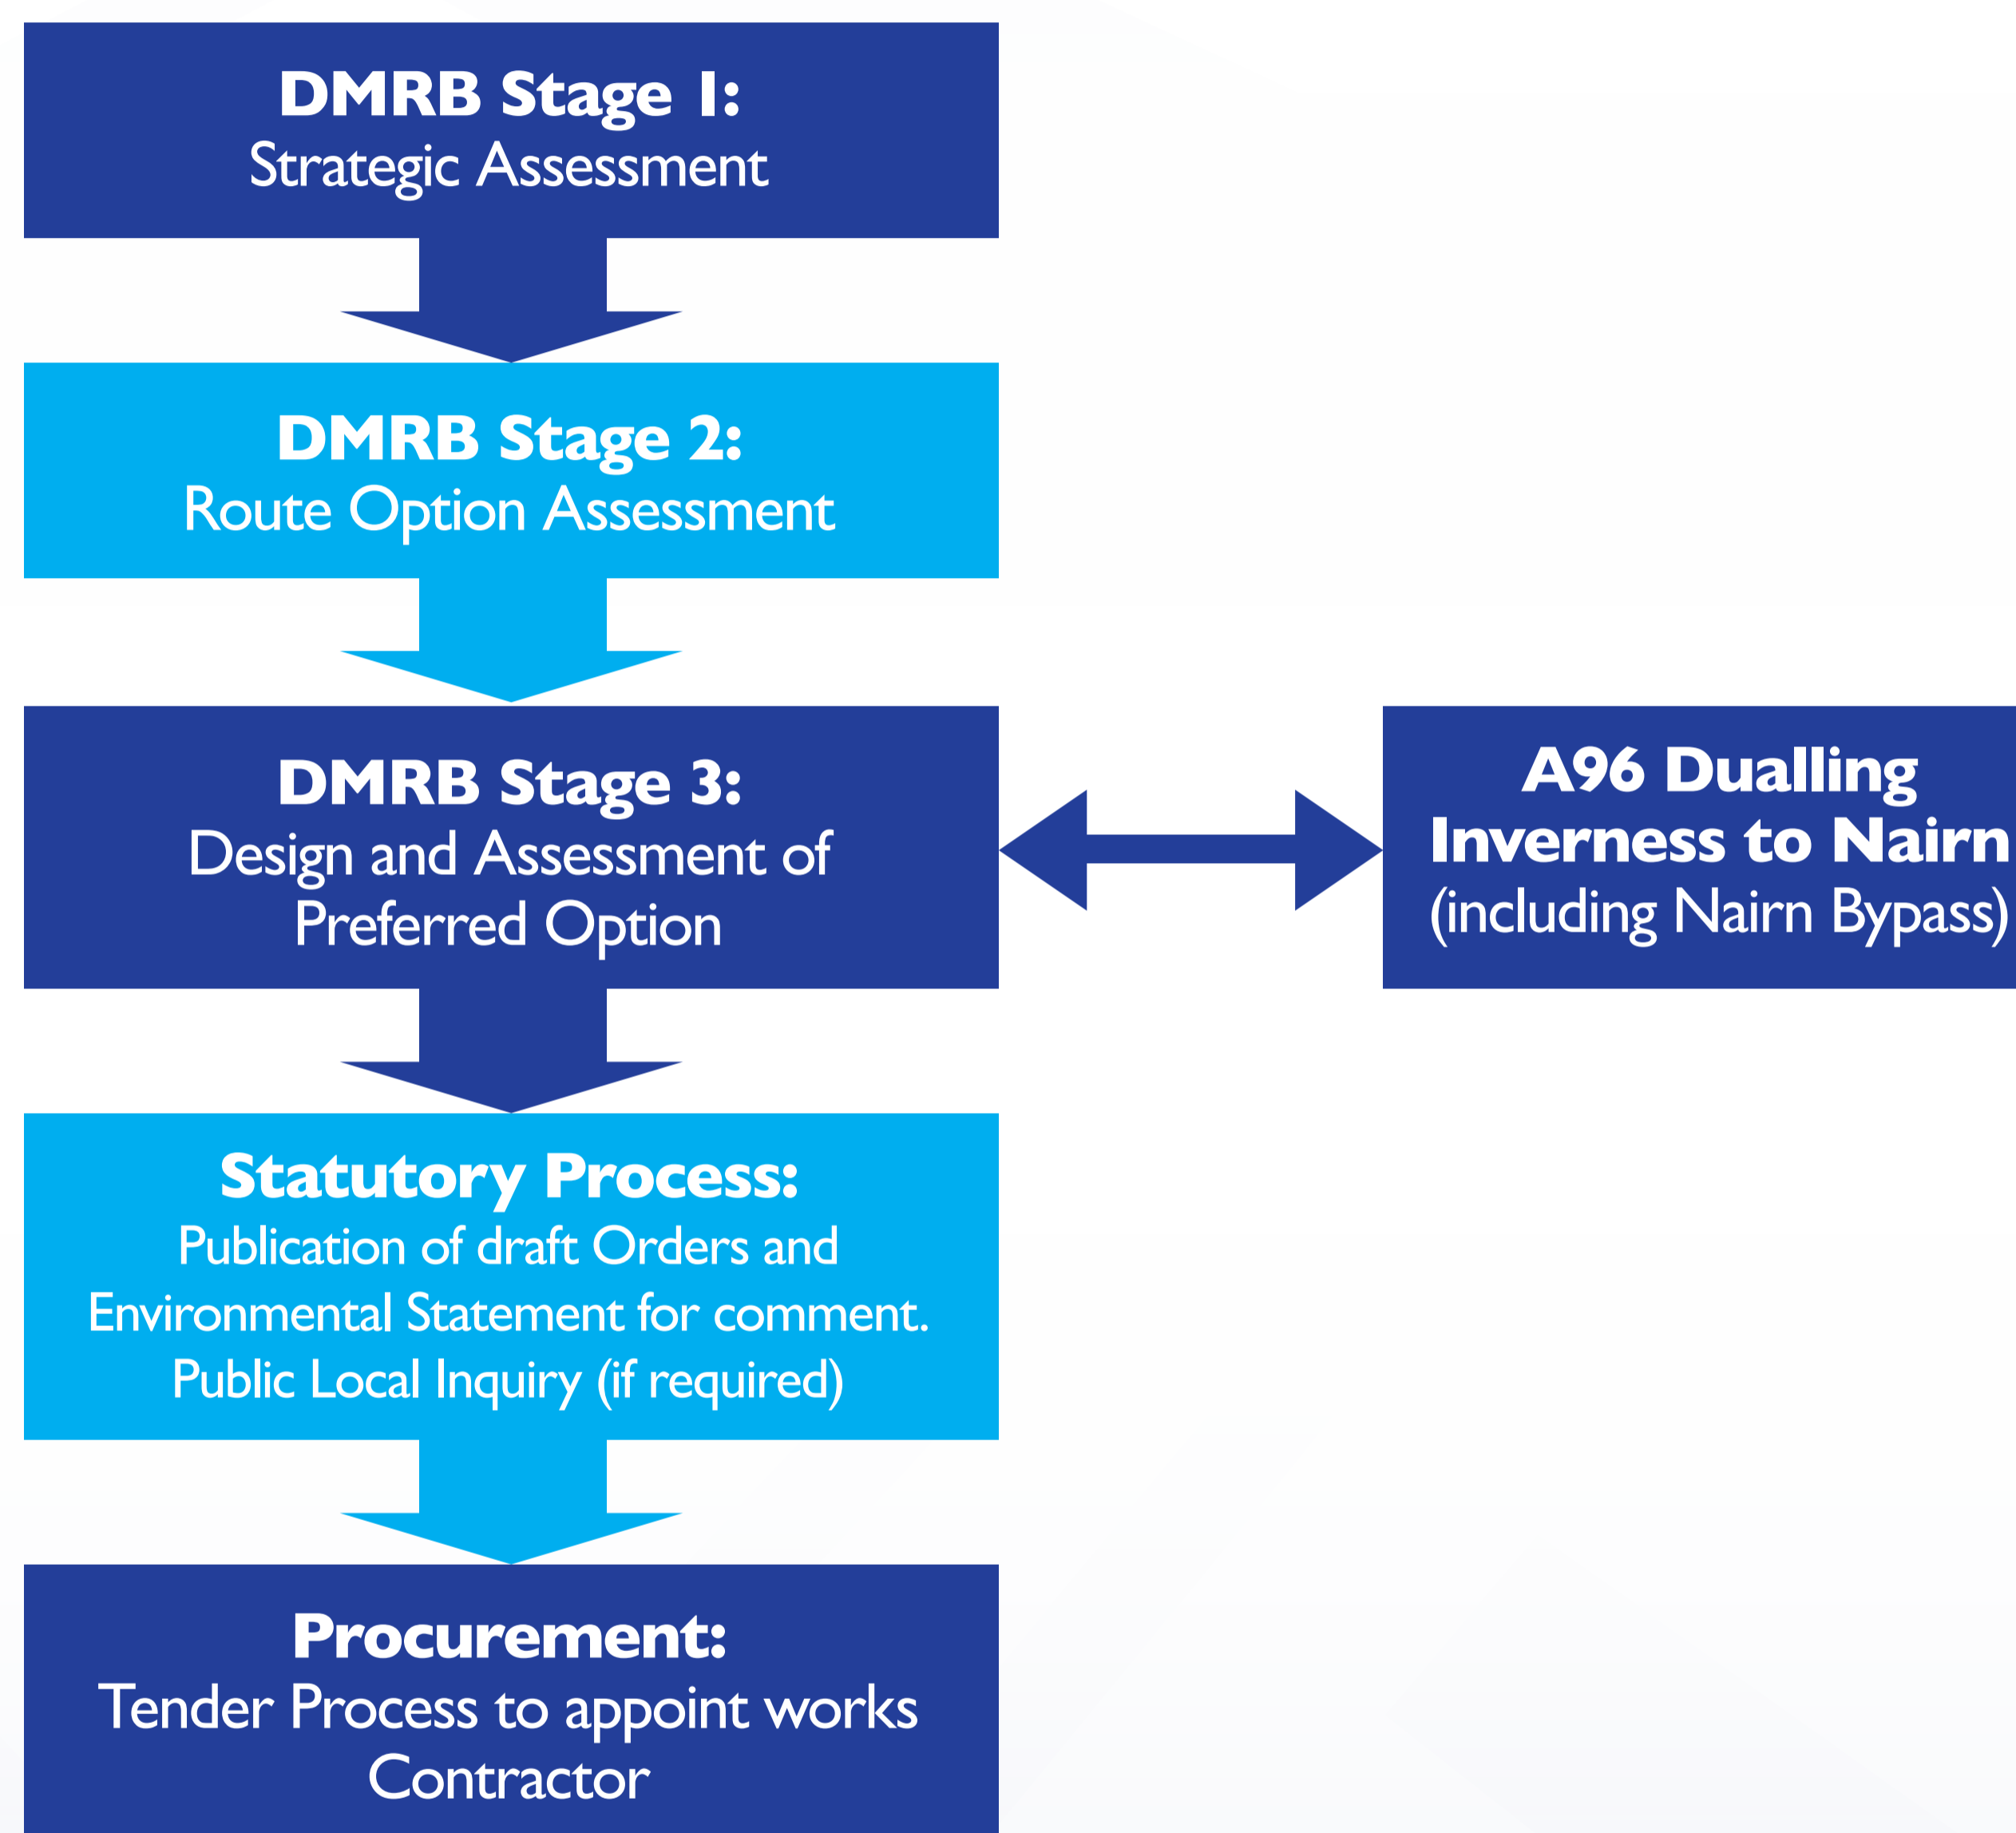 DMRB Stage 1:
Strategic Assessment
DMRB Stage 2:
Route Option Assessment
DMRB Stage 3:
Design and Assessment of
Preferred Option
A96 Dualling
Inverness to Nairn
(including Nairn Bypass)
Statutory Process:
Publication of draft Orders and
Environmental Statement for comment.
Public Local Inquiry (if required)
Procurement:
Tender Process to appoint works
Contractor